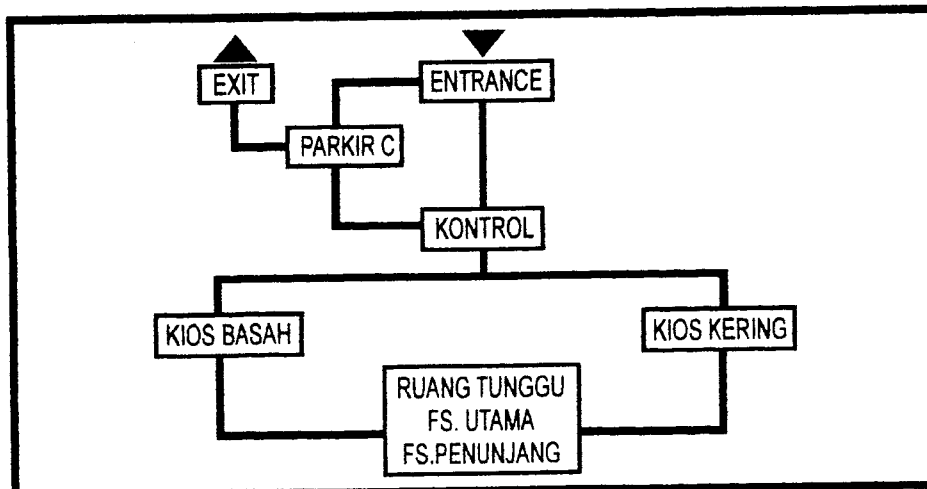 EXIT
ENTRANCE
PARKIR C
KONTROL
KIOS BASAH
KIOS KERING
RUANG TUNGGU
FS. UTAMA
FS.PENUNJANG